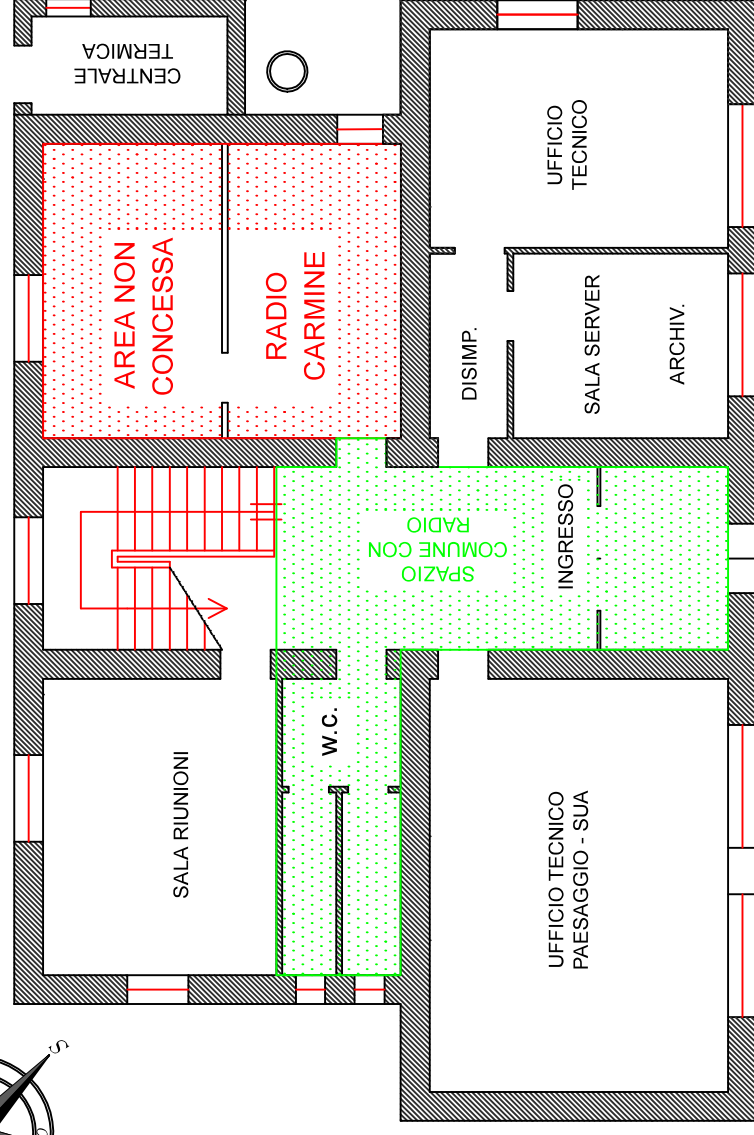 CENTRALE
TERMICA
UFFICIO
TECNICO
AREA NON
CONCESSA
RADIO
CARMINE
DISIMP.
SALA SERVER
ARCHIV.
SPAZIO
COMUNE CON
RADIO
INGRESSO
W.C.
SALA RIUNIONI
UFFICIO TECNICO
PAESAGGIO - SUA
S